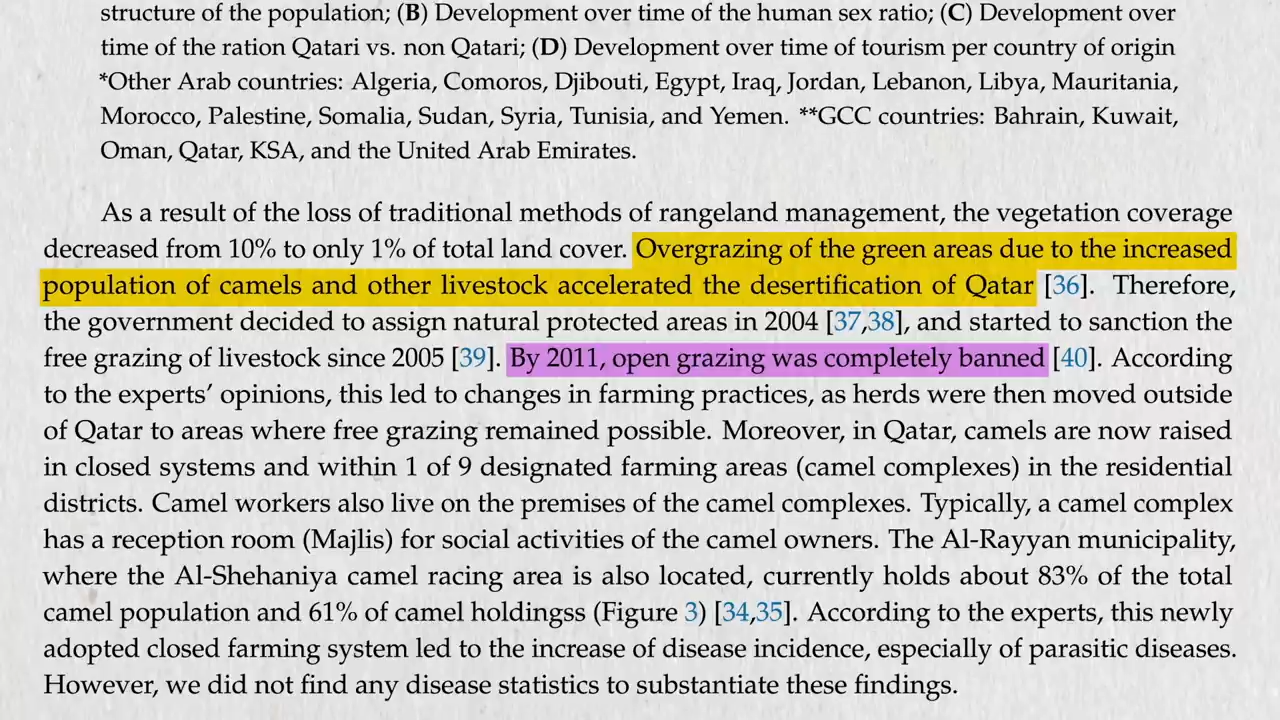 structure of the population; (B) Development over time of the human sex ratio; (C) Development over
time of the ration Qatari vs. non Qatari; (D) Development over time of tourism per country of origin
*Other Arab countries: Algeria, Comoros, Djibouti, Egypt, Iraq, Jordan, Lebanon, Libya, Mauritania,
Morocco, Palestine, Somalia, Sudan, Syria, Tunisia, and Yemen. **GCC countries: Bahrain, Kuwait,
Oman, Qatar, KSA, and the United Arab Emirates.
As a result of the loss of traditional methods of rangeland management, the vegetation coverage
decreased from 10% to only 1% of total land cover. Overgrazing of the green areas due to the increased
population of camels and other livestock accelerated the desertification of Qatar [36]. Therefore,
the government decided to assign natural protected areas in 2004 [37,38], and started to sanction the
free grazing of livestock since 2005 [39]. By 2011, open grazing was completely banned [40]. According
to the experts’ opinions, this led to changes in farming practices, as herds were then moved outside
of Qatar to areas where free grazing remained possible. Moreover, in Qatar, camels are now raised
in closed systems and within 1 of 9 designated farming areas (camel complexes) in the residential
districts. Camel workers also live on the premises of the camel complexes. Typically, a camel complex
has a reception room (Majlis) for social activities of the camel owners. The Al-Rayyan municipality,
where the Al-Shehaniya camel racing area is also located, currently holds about 83% of the total
camel population and 61% of camel holdingss (Figure 3) [34,35]. According to the experts, this newly
adopted closed farming system led to the increase of disease incidence, especially of parasitic diseases.
However, we did not find any disease statistics to substantiate these findings.